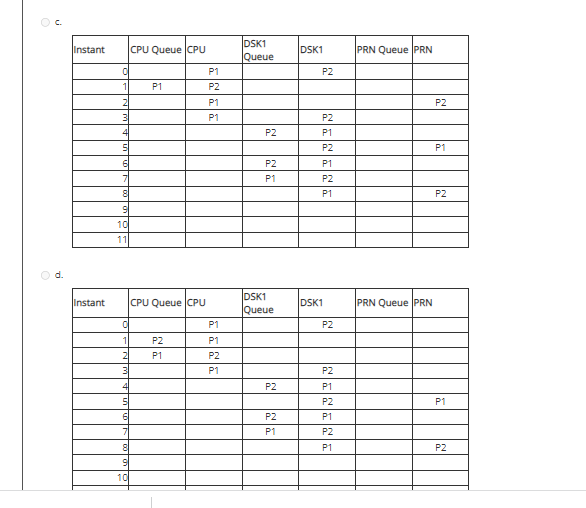 c.
Instant CPU Queue CPU DSK1 Queue DSK1 PRN Queue PRN
0 P1 P2
1 P1 P2
2 P1 P2
3 P1 P2
4 P2 P1
5 P2 P1
6 P2 P1
7 P1 P2
8 P1 P2
9
10
11
d.
Instant CPU Queue CPU DSK1 Queue DSK1 PRN Queue PRN
0 P1 P2
1 P2 P1
2 P1 P2
3 P1 P2
4 P2 P1
5 P2 P1
6 P2 P1
7 P1 P2
8 P1 P2
9
10